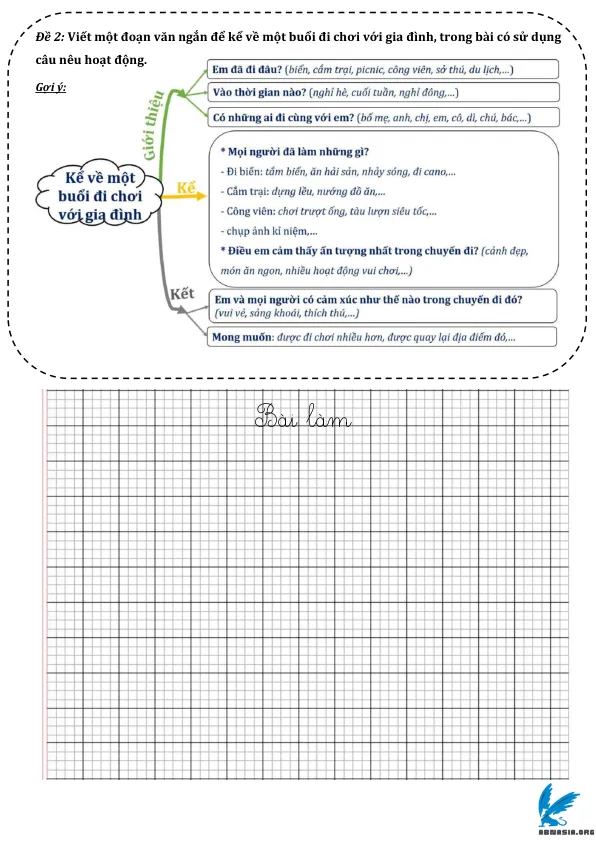 Đề 2: Viết một đoạn văn ngắn để kể về một buổi đi chơi với gia đình, trong bài có sử dụng
câu nêu hoạt động.
Gợi ý:
Kể về một
buổi đi chơi
với gia đình
Giới thiệu
Em đã đi đâu? (biển, cắm trại, picnic, công viên, sở thú, du lịch,...)
Vào thời gian nào? (nghỉ hè, cuối tuần, nghỉ đông,...)
Có những ai đi cùng với em? (bố mẹ, anh, chị, em, cô, dì, chú, bác,...)
Kể
* Mọi người đã làm những gì?
- Đi biển: tắm biển, ăn hải sản, nhảy sóng, đi cano,...
- Cắm trại: dựng lều, nướng đồ ăn,...
- Công viên: chơi trượt ống, tàu lượn siêu tốc,...
- chụp ảnh kỉ niệm,...
* Điều em cảm thấy ấn tượng nhất trong chuyến đi? (cảnh đẹp,
món ăn ngon, nhiều hoạt động vui chơi,...)
Kết
Em và mọi người có cảm xúc như thế nào trong chuyến đi đó?
(vui vẻ, sảng khoái, thích thú,...)
Mong muốn: được đi chơi nhiều hơn, được quay lại địa điểm đó,...
Bài làm
ABNASIA.ORG